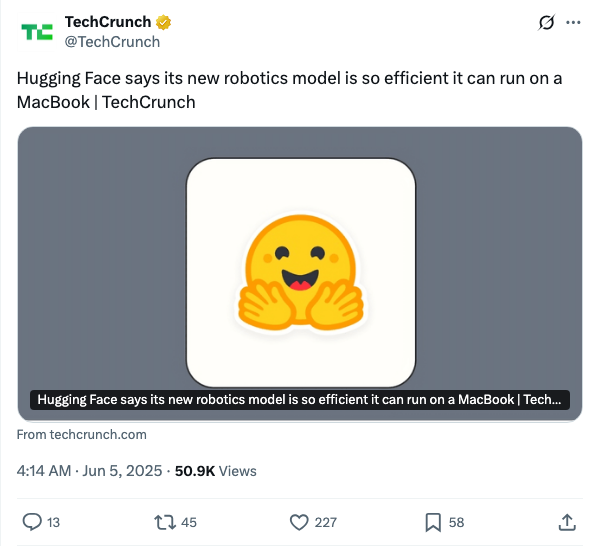 TechCrunch
@TechCrunch
Hugging Face says its new robotics model is so efficient it can run on a
MacBook | TechCrunch
Hugging Face says its new robotics model is so efficient it can run on a MacBook | Tech...
From techcrunch.com
4:14 AM · Jun 5, 2025 · 50.9K Views
13 45 227 58